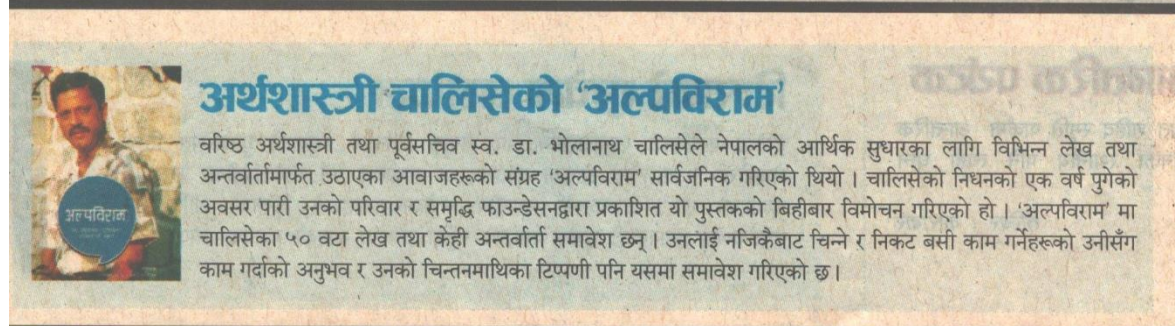 अर्थशास्त्री चालिसेको ‘अल्पविराम’
वरिष्ठ अर्थशास्त्री तथा पूर्वसचिव स्व. डा. भोलानाथ चालिसेले नेपालको आर्थिक सुधारका लागि विभिन्न लेख तथा
अन्तर्वार्तामार्फत उठाएका आवाजहरूको संग्रह ‘अल्पविराम’ सार्वजनिक गरिएको थियो । चालिसेको निधनको एक वर्ष पुगेको
अवसर पारी उनको परिवार र समृद्धि फाउन्डेसनद्वारा प्रकाशित यो पुस्तकको बिहीबार विमोचन गरिएको हो । ‘अल्पविराम’ मा
चालिसेका ५० वटा लेख तथा केही अन्तर्वार्ता समावेश छन् । उनलाई नजिकैबाट चिन्ने र निकट बसी काम गर्नेहरूको उनीसँग
काम गर्दाको अनुभव र उनको चिन्तनमाथिका टिप्पणी पनि यसमा समावेश गरिएको छ ।
अल्पविराम